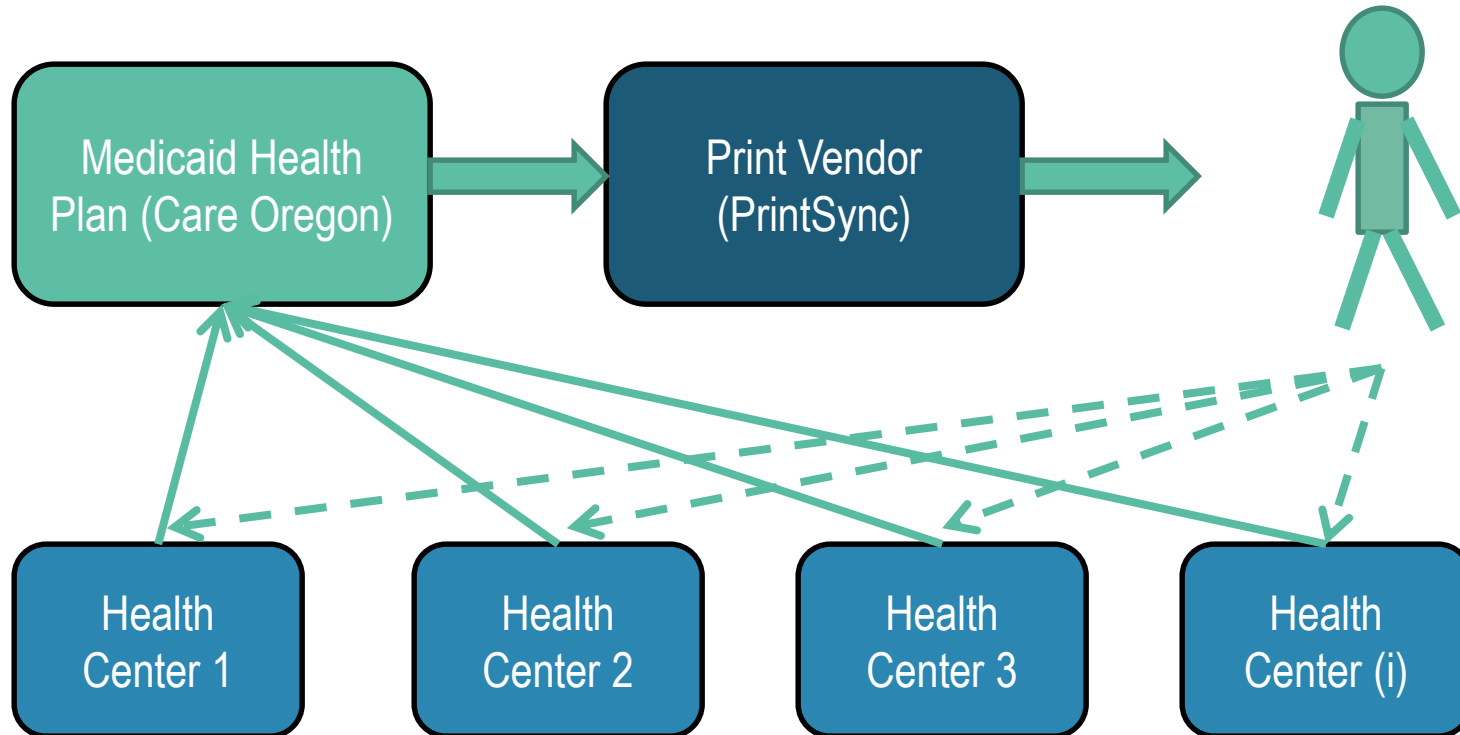 Medicaid Health
Plan (Care Oregon)
Print Vendor
(PrintSync)
Health
Center 1
Health
Center 2
Health
Center 3
Health
Center (i)